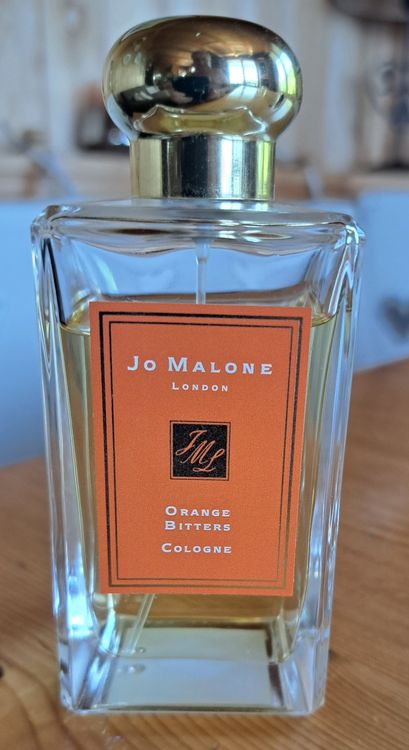 Jo Malone
London
JML
Orange
Bitters
Cologne